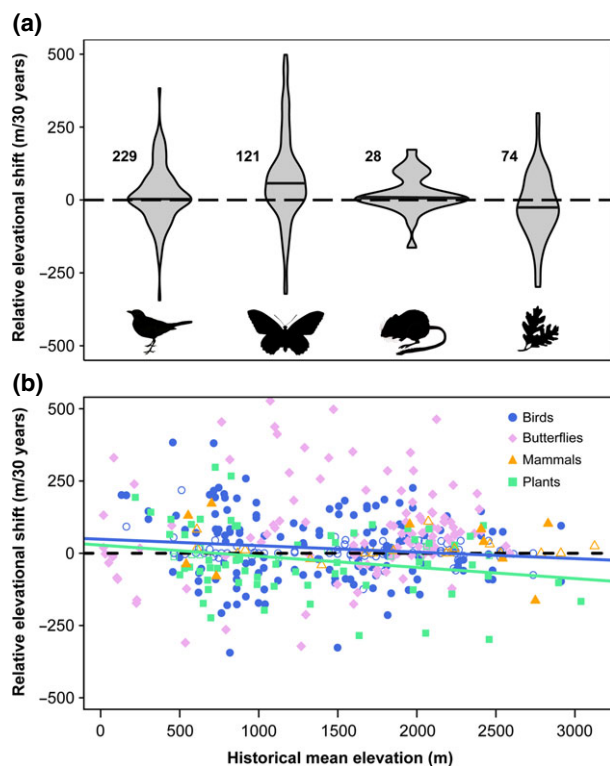 (a)
Relative elevational shift (m/30 years)
500
250
0
−250
−500
229
121
28
74
(b)
Relative elevational shift (m/30 years)
500
250
0
−250
−500
Birds
Butterflies
Mammals
Plants
0 500 1000 1500 2000 2500 3000
Historical mean elevation (m)